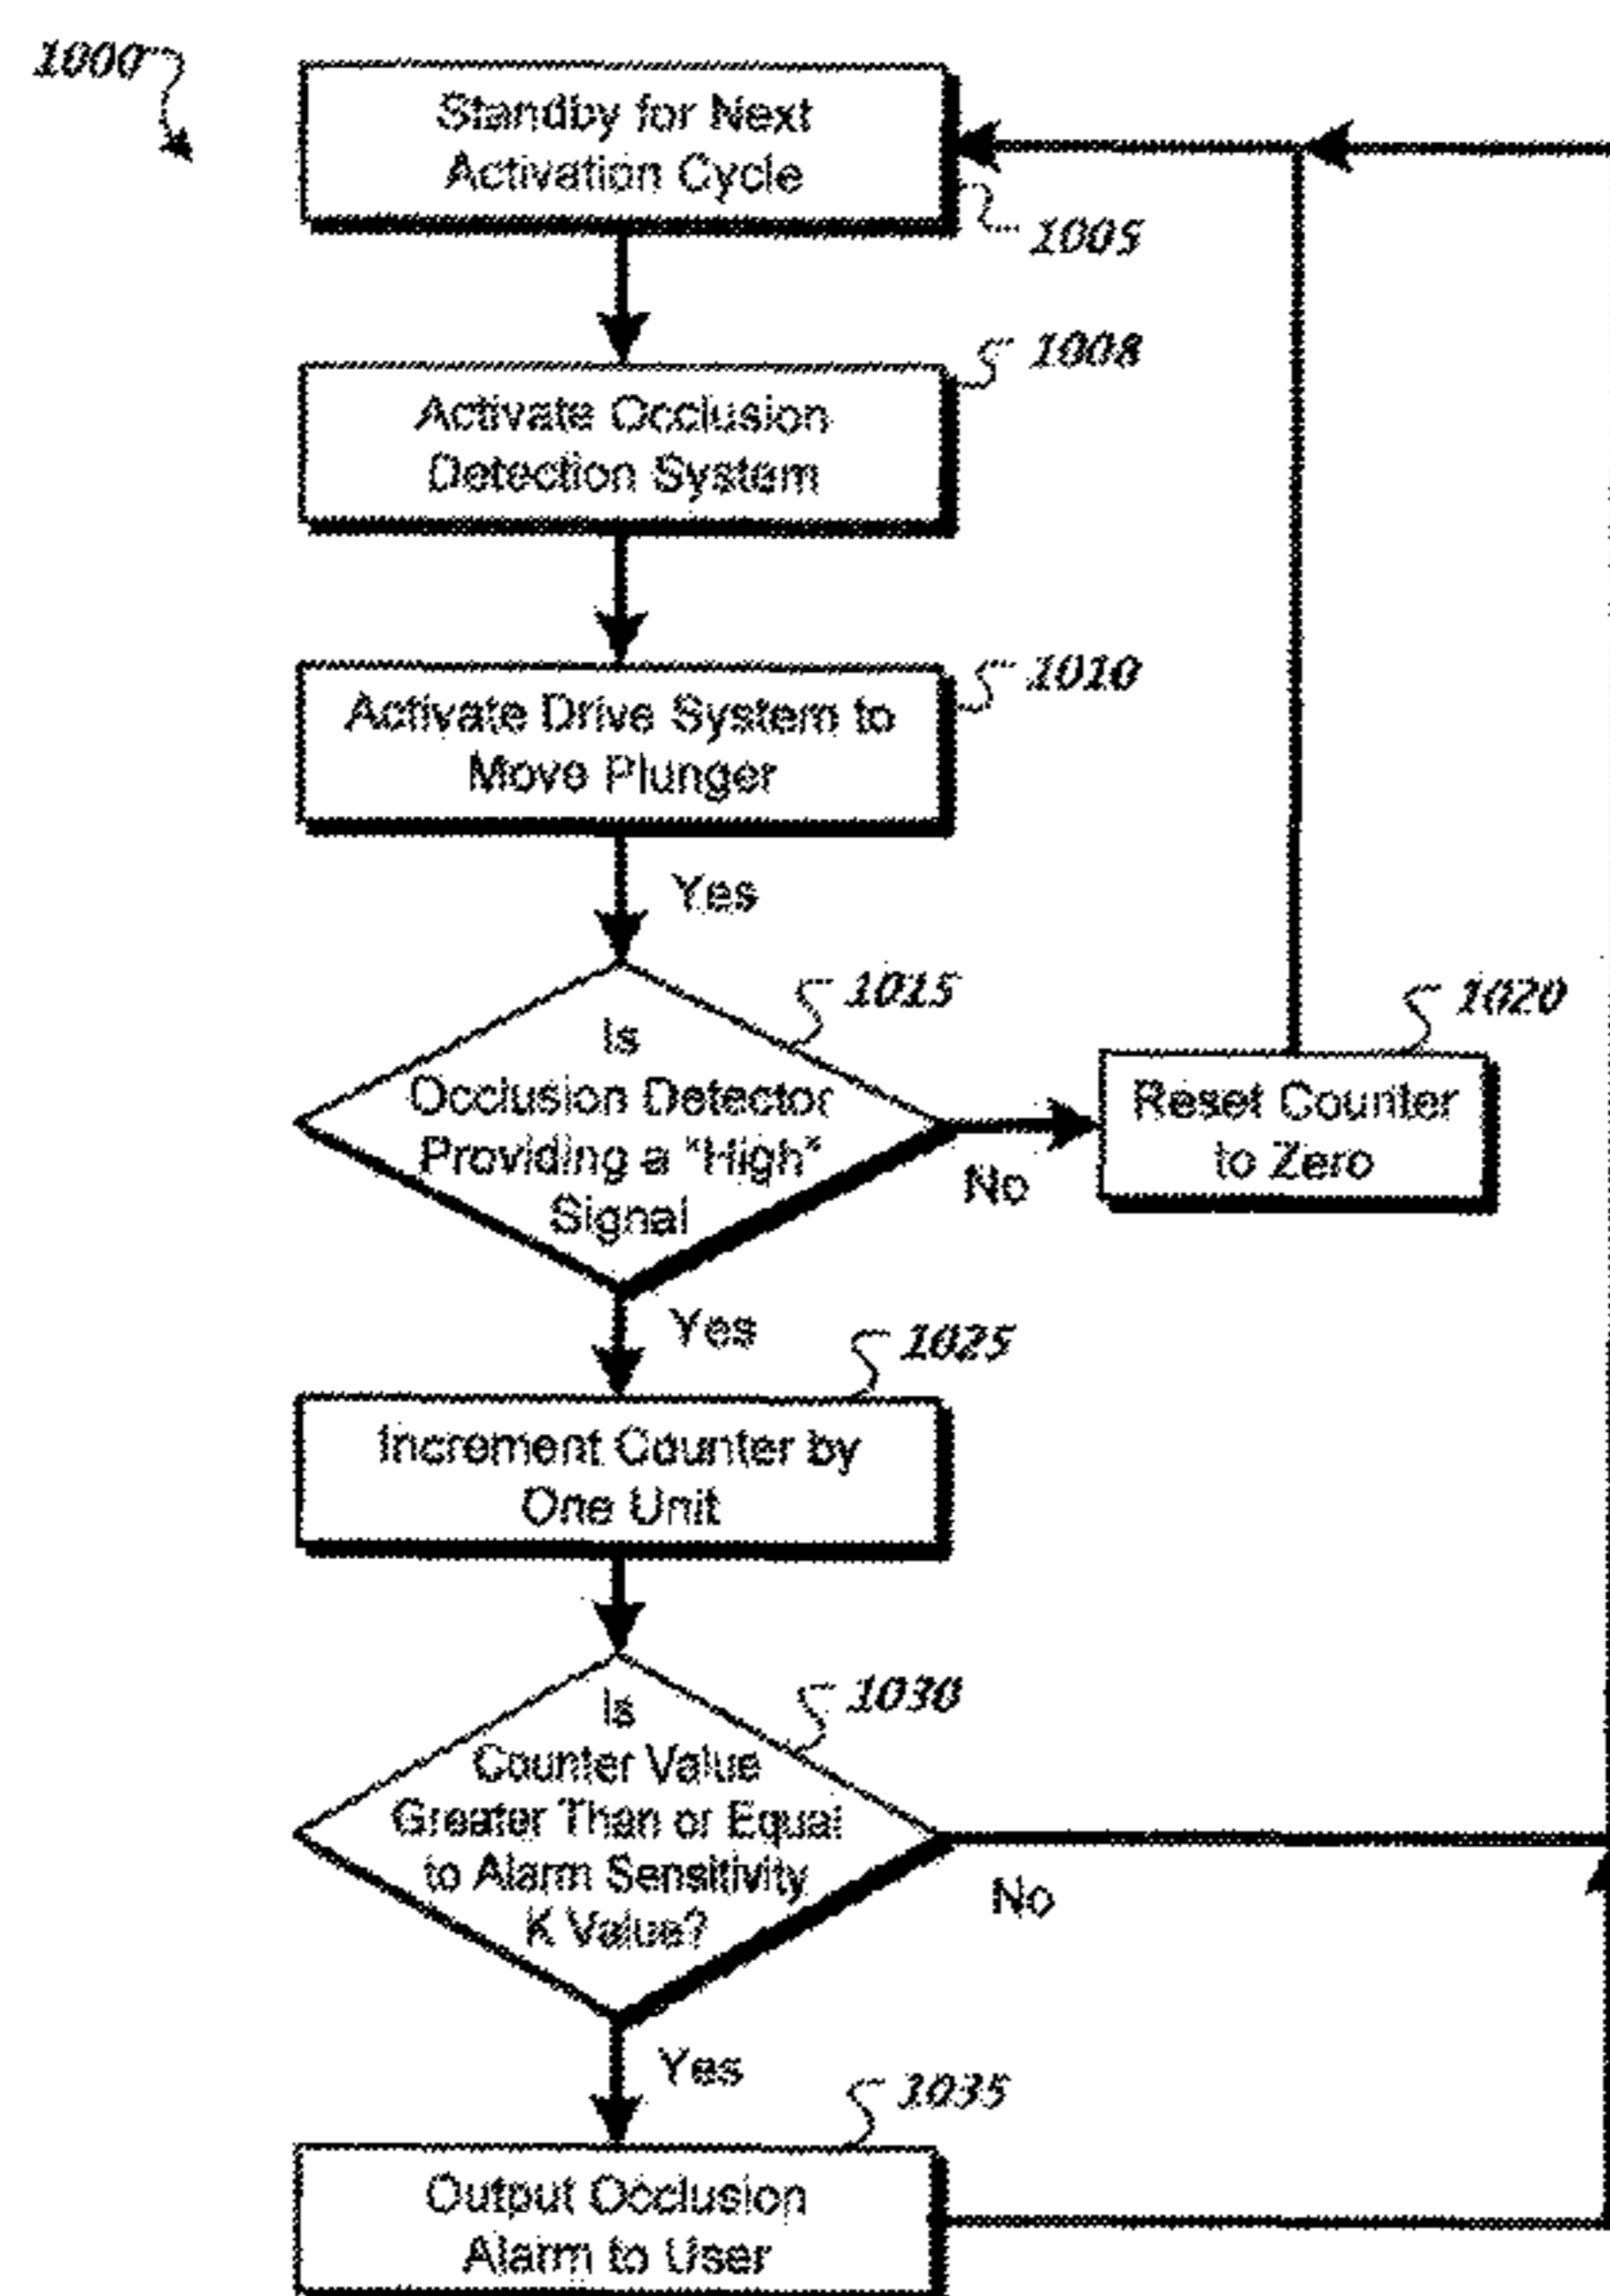 1000
Standby for Next
Activation Cycle
1005
1008
Activate Occlusion
Detection System
1010
Activate Drive System to
Move Plunger
Yes
1015
Is
Occlusion Detector
Providing a "High"
Signal
No
1020
Reset Counter
to Zero
Yes
1025
Increment Counter by
One Unit
1030
Is
Counter Value
Greater Than or Equal
to Alarm Sensitivity
K Value?
No
Yes
1035
Output Occlusion
Alarm to User